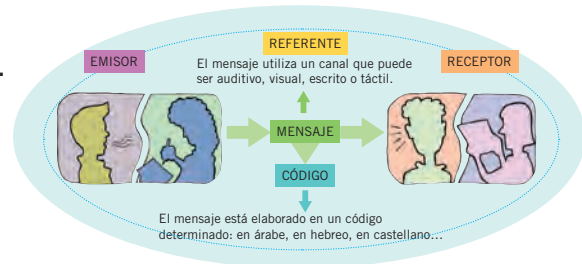 REFERENTE
EMISOR
El mensaje utiliza un canal que puede
ser auditivo, visual, escrito o táctil.
RECEPTOR
MENSAJE
CÓDIGO
El mensaje está elaborado en un código
determinado: en árabe, en hebreo, en castellano…